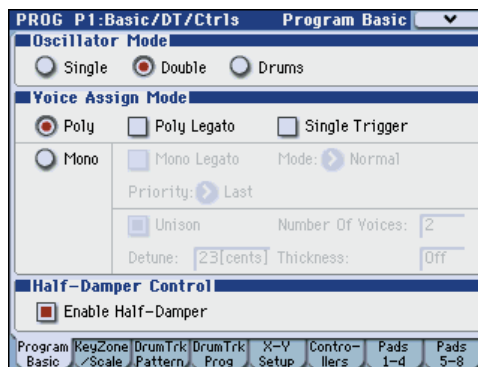 PROG P1:Basic/DT/Ctrls Program Basic
Oscillator Mode
Single Double Drums
Voice Assign Mode
Poly Poly Legato Single Trigger
Mono Mono Legato Mode: Normal
Priority: Last
Unison Number Of Voices: 2
Detune: 23[cents] Thickness: Off
Half-Damper Control
Enable Half-Damper
Program KeyZone DrumTrk DrumTrk X-Y Contro- Pads Pads
Basic /Scale Pattern Prog Setup llers 1-4 5-8